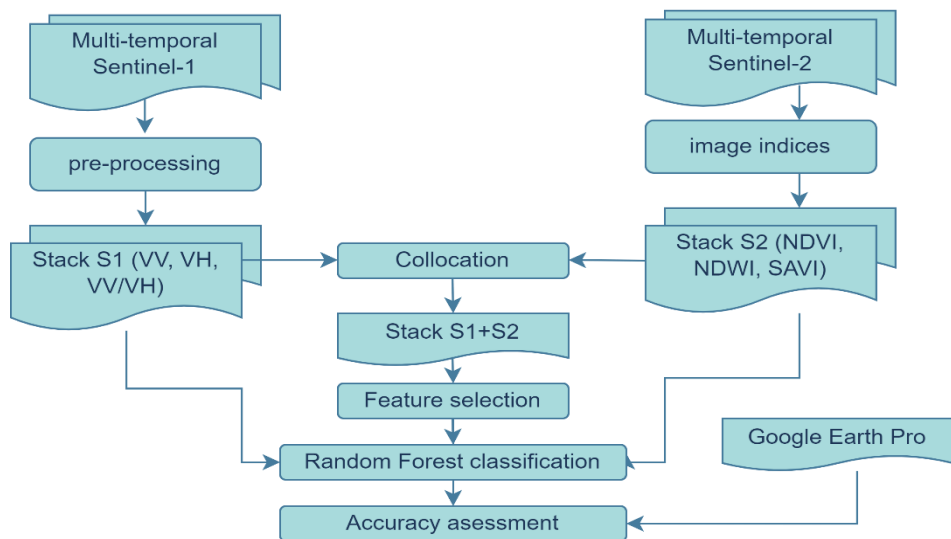 Multi-temporal
Sentinel-1
Multi-temporal
Sentinel-2
pre-processing
image indices
Stack S1 (VV, VH,
VV/VH)
Collocation
Stack S2 (NDVI,
NDWI, SAVI)
Stack S1+S2
Feature selection
Google Earth Pro
Random Forest classification
Accuracy asessment